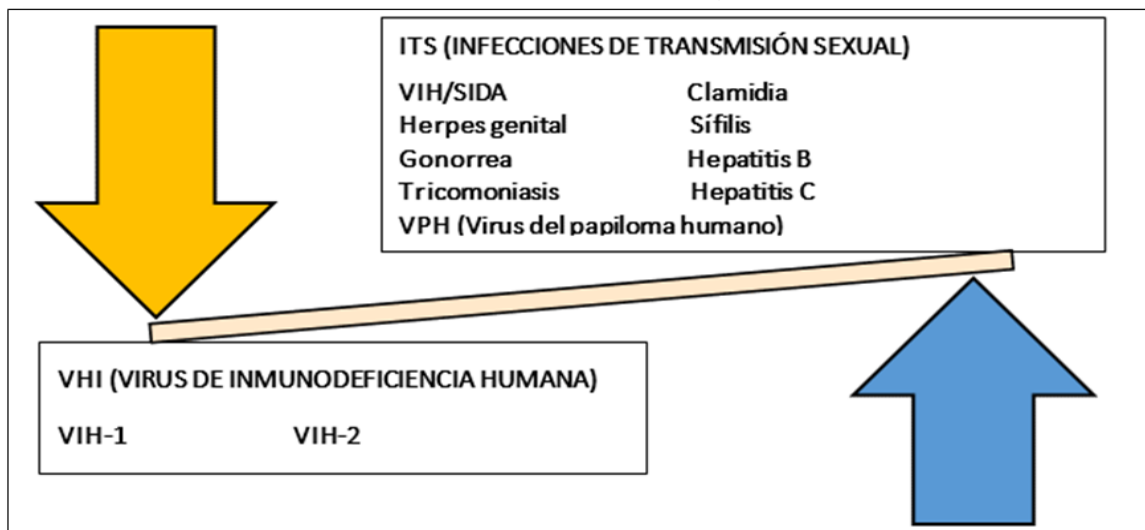 ITS (INFECCIONES DE TRANSMISIÓN SEXUAL)
VIH/SIDA Clamidia
Herpes genital Sífilis
Gonorrea Hepatitis B
Tricomoniasis Hepatitis C
VPH (Virus del papiloma humano)
VHI (VIRUS DE INMUNODEFICIENCIA HUMANA)
VIH-1 VIH-2